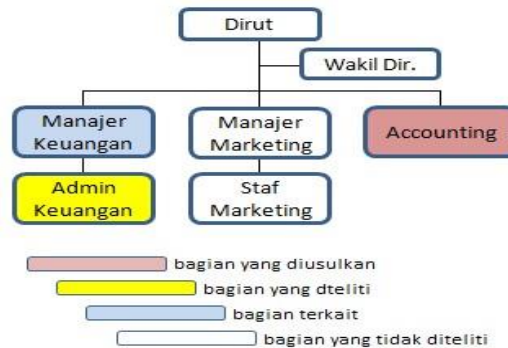 Dirut
Wakil Dir.
Manajer
Keuangan
Manajer
Marketing
Accounting
Admin
Keuangan
Staf
Marketing
bagian yang diusulkan
bagian yang dteliti
bagian terkait
bagian yang tidak diteliti